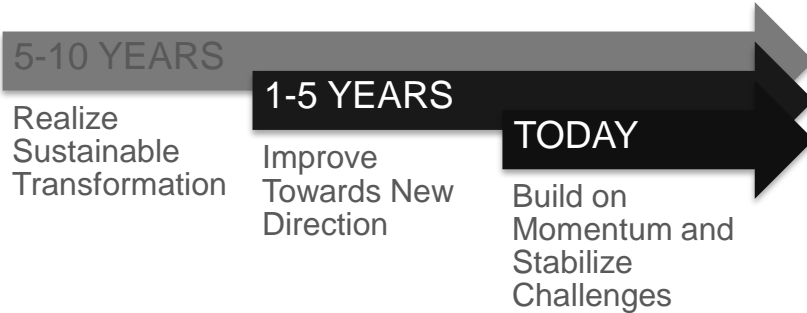 5-10 YEARS
Realize
Sustainable
Transformation
1-5 YEARS
Improve
Towards New
Direction
TODAY
Build on
Momentum and
Stabilize
Challenges